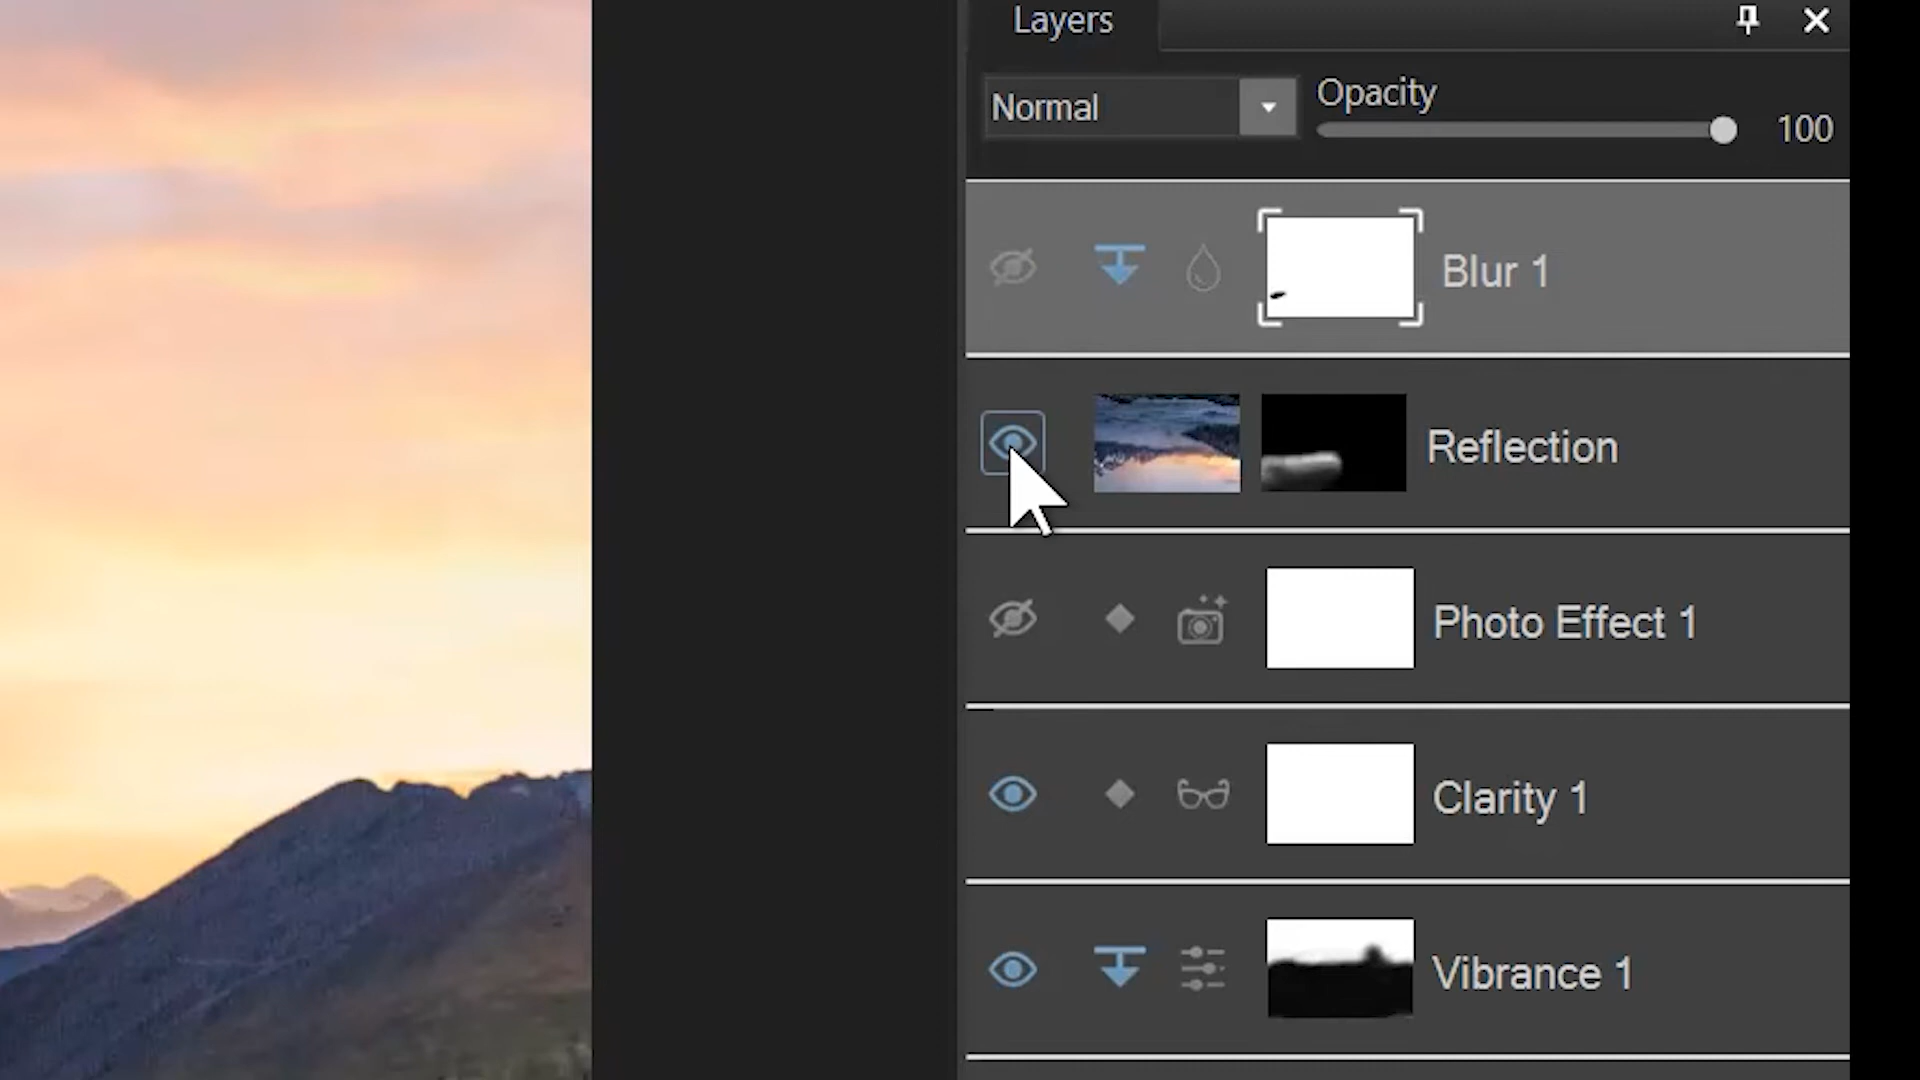 Layers
Normal
Opacity
100
Blur 1
Reflection
Photo Effect 1
Clarity 1
Vibrance 1